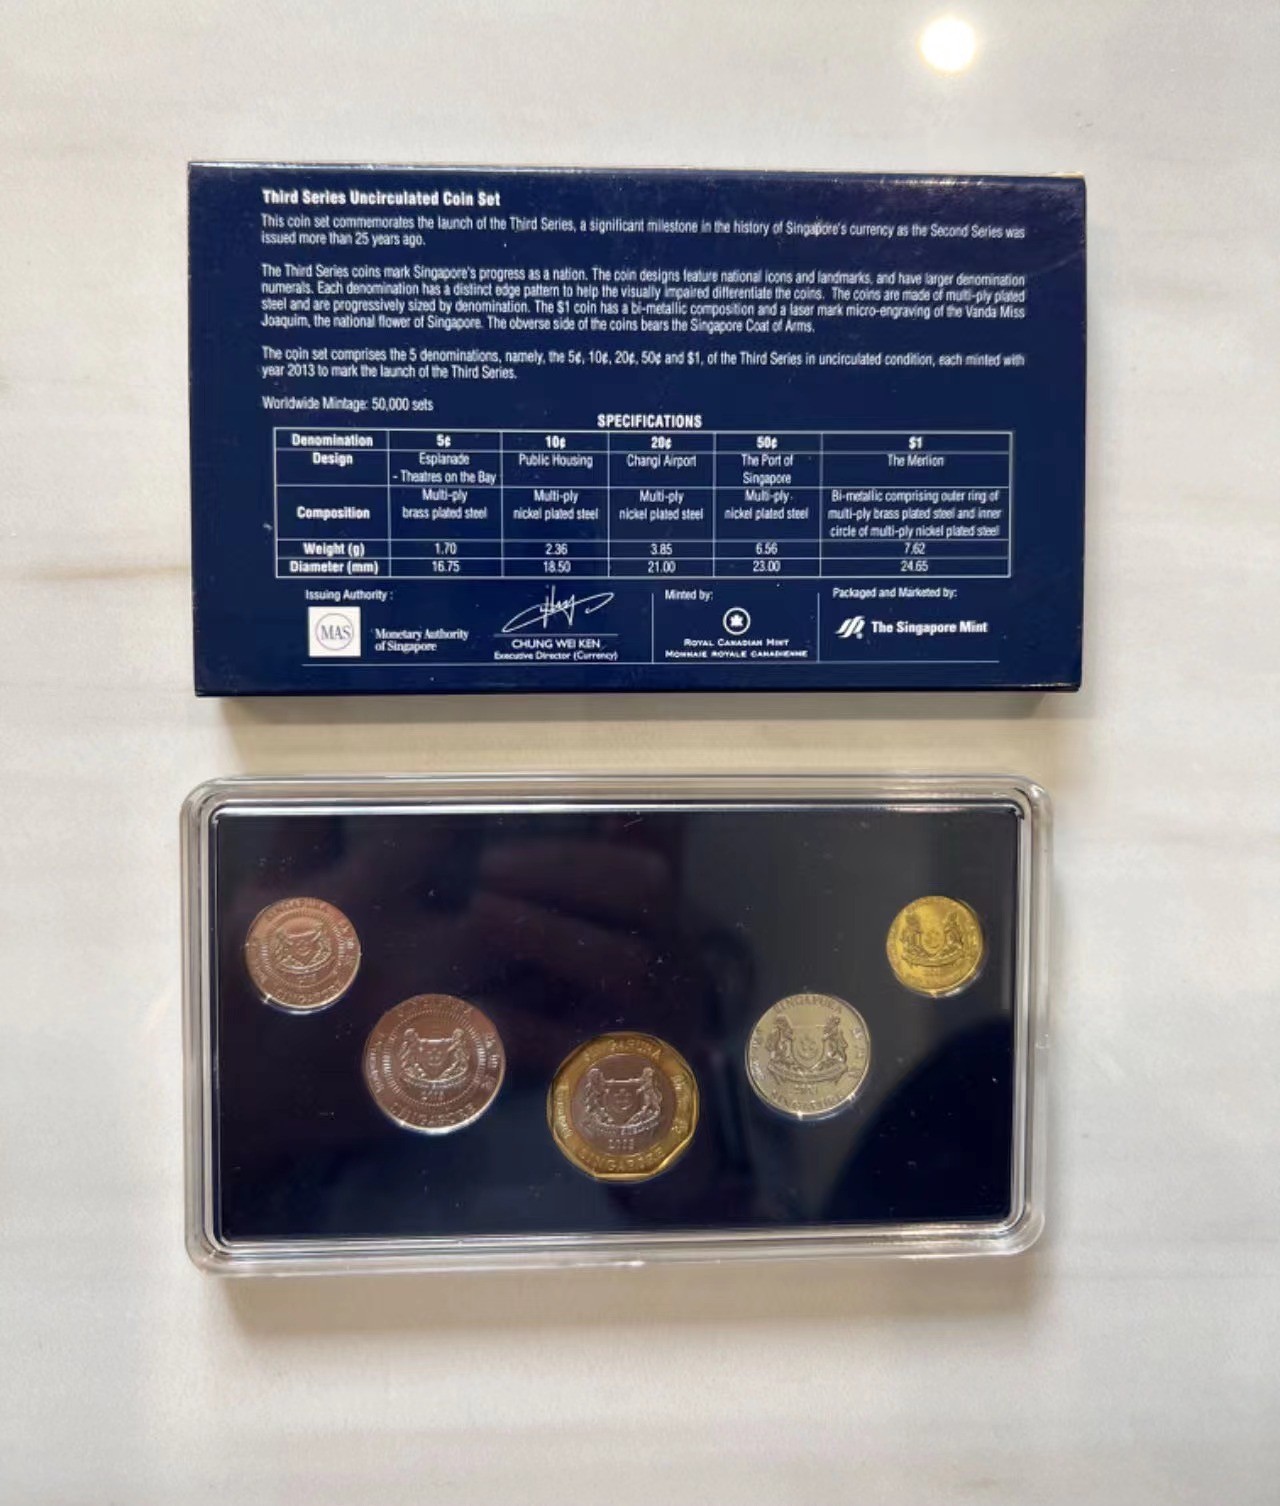 Third Series Uncirculated Coin Set
This coin set commemorates the launch of the Third Series, a significant milestone in the history of Singapore's currency as the Second Series was
issued more than 25 years ago.
The Third Series coins mark Singapore's progress as a nation. The coin designs feature national icons and landmarks, and have larger denomination
numerals. Each denomination has a distinct edge pattern to help the visually impaired differentiate the coins. The coins are made of multi-ply plated
steel and are progressively sized by denomination. The $1 coin has a bi-metallic composition and a laser mark micro-engraving of the Vanda Miss
Joaquim, the national flower of Singapore. The obverse side of the coins bears the Singapore Coat of Arms.
The coin set comprises the 5 denominations, namely, the 5¢, 10¢, 20¢, 50¢ and $1, of the Third Series in uncirculated condition, each minted with
year 2013 to mark the launch of the Third Series.
Worldwide Mintage: 50,000 sets
SPECIFICATIONS
Denomination 5¢ 10¢ 20¢ 50¢ $1
Design Esplanade Public Housing Changi Airport The Port of The Merlion
- Theatres on the Bay Singapore
Multi-ply Multi-ply Multi-ply Multi-ply Bi-metallic comprising outer ring of
Composition brass plated steel nickel plated steel nickel plated steel nickel plated steel multi-ply brass plated steel and inner
circle of multi-ply nickel plated steel
Weight (g) 1.70 2.36 3.85 6.56 7.62
Diameter (mm) 16.75 18.50 21.00 23.00 24.65
Issuing Authority : Minted by: Packaged and Marketed by:
MAS Monetary Authority
of Singapore
CHUNG WEI KEN
Executive Director (Currency)
ROYAL CANADIAN MINT
MONNAIE ROYALE CANADIENNE
The Singapore Mint
SINGAPURA
SINGAPORE
SINGAPORE
SINGAPURA
2013
SINGAPORE
SINGAPURA
SINGAPORE